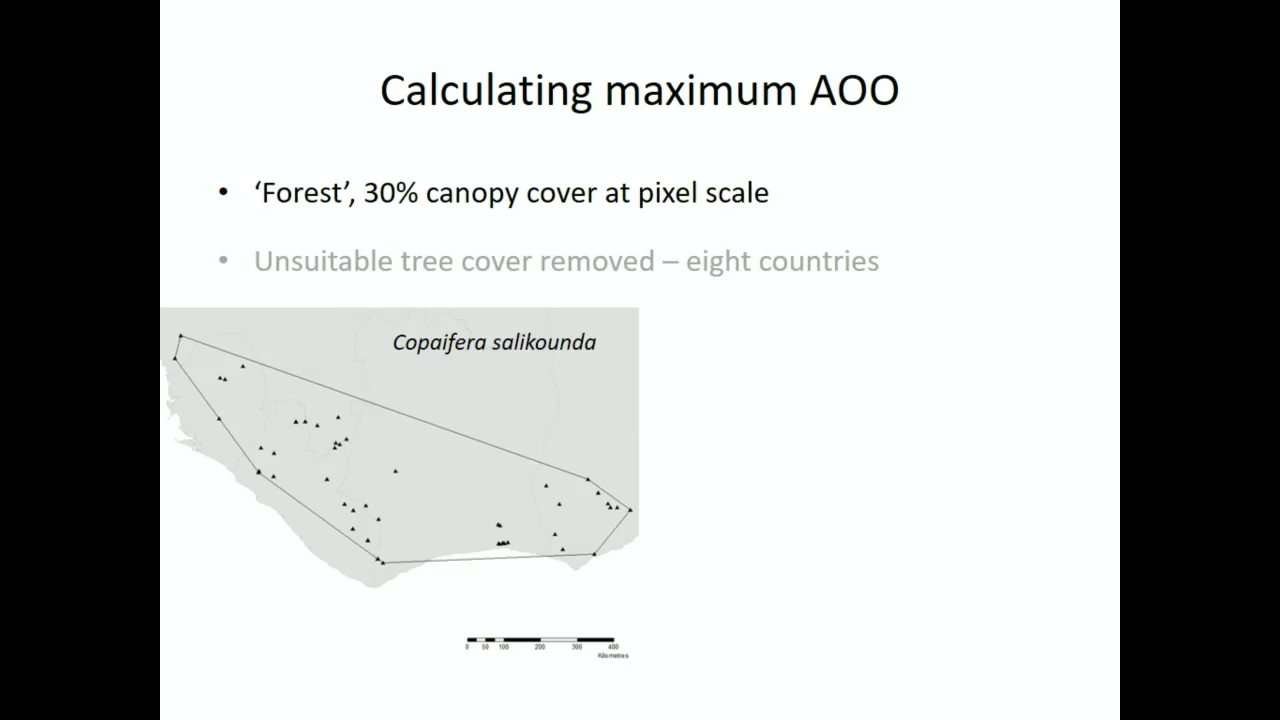 Calculating maximum AOO
• ‘Forest’, 30% canopy cover at pixel scale
• Unsuitable tree cover removed – eight countries
Copaifera salikounda
0 50 100 200 300 400
Kilometres